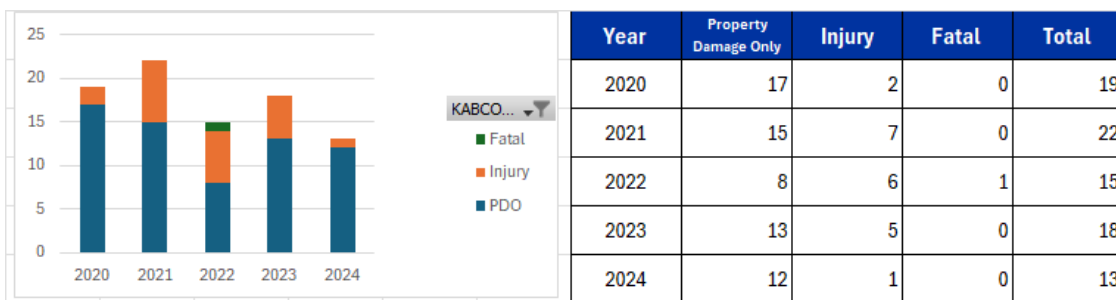 25
20
15
10
5
0
2020 2021 2022 2023 2024
KABCO...
Fatal
Injury
PDO
Year Property Damage Only Injury Fatal Total
2020 17 2 0 19
2021 15 7 0 22
2022 8 6 1 15
2023 13 5 0 18
2024 12 1 0 13